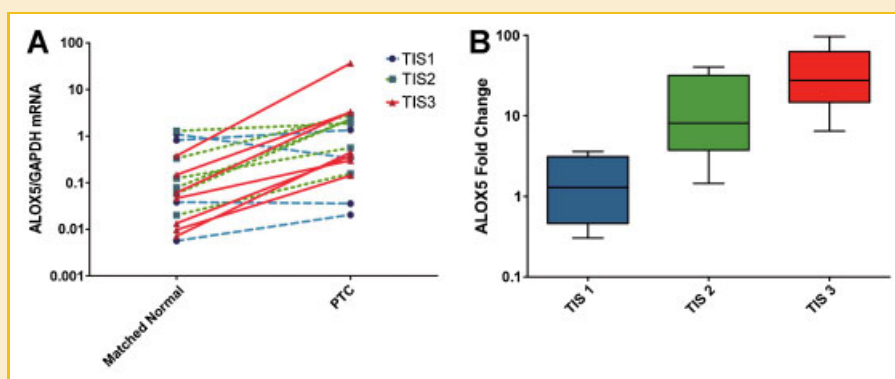 A
B
100
10
1
0.1
0.01
0.001
ALOX5/GAPDH mRNA
Matched Normal
PTC
TIS1
TIS2
TIS3
100
10
1
0.1
ALOX5 Fold Change
TIS 1
TIS 2
TIS 3